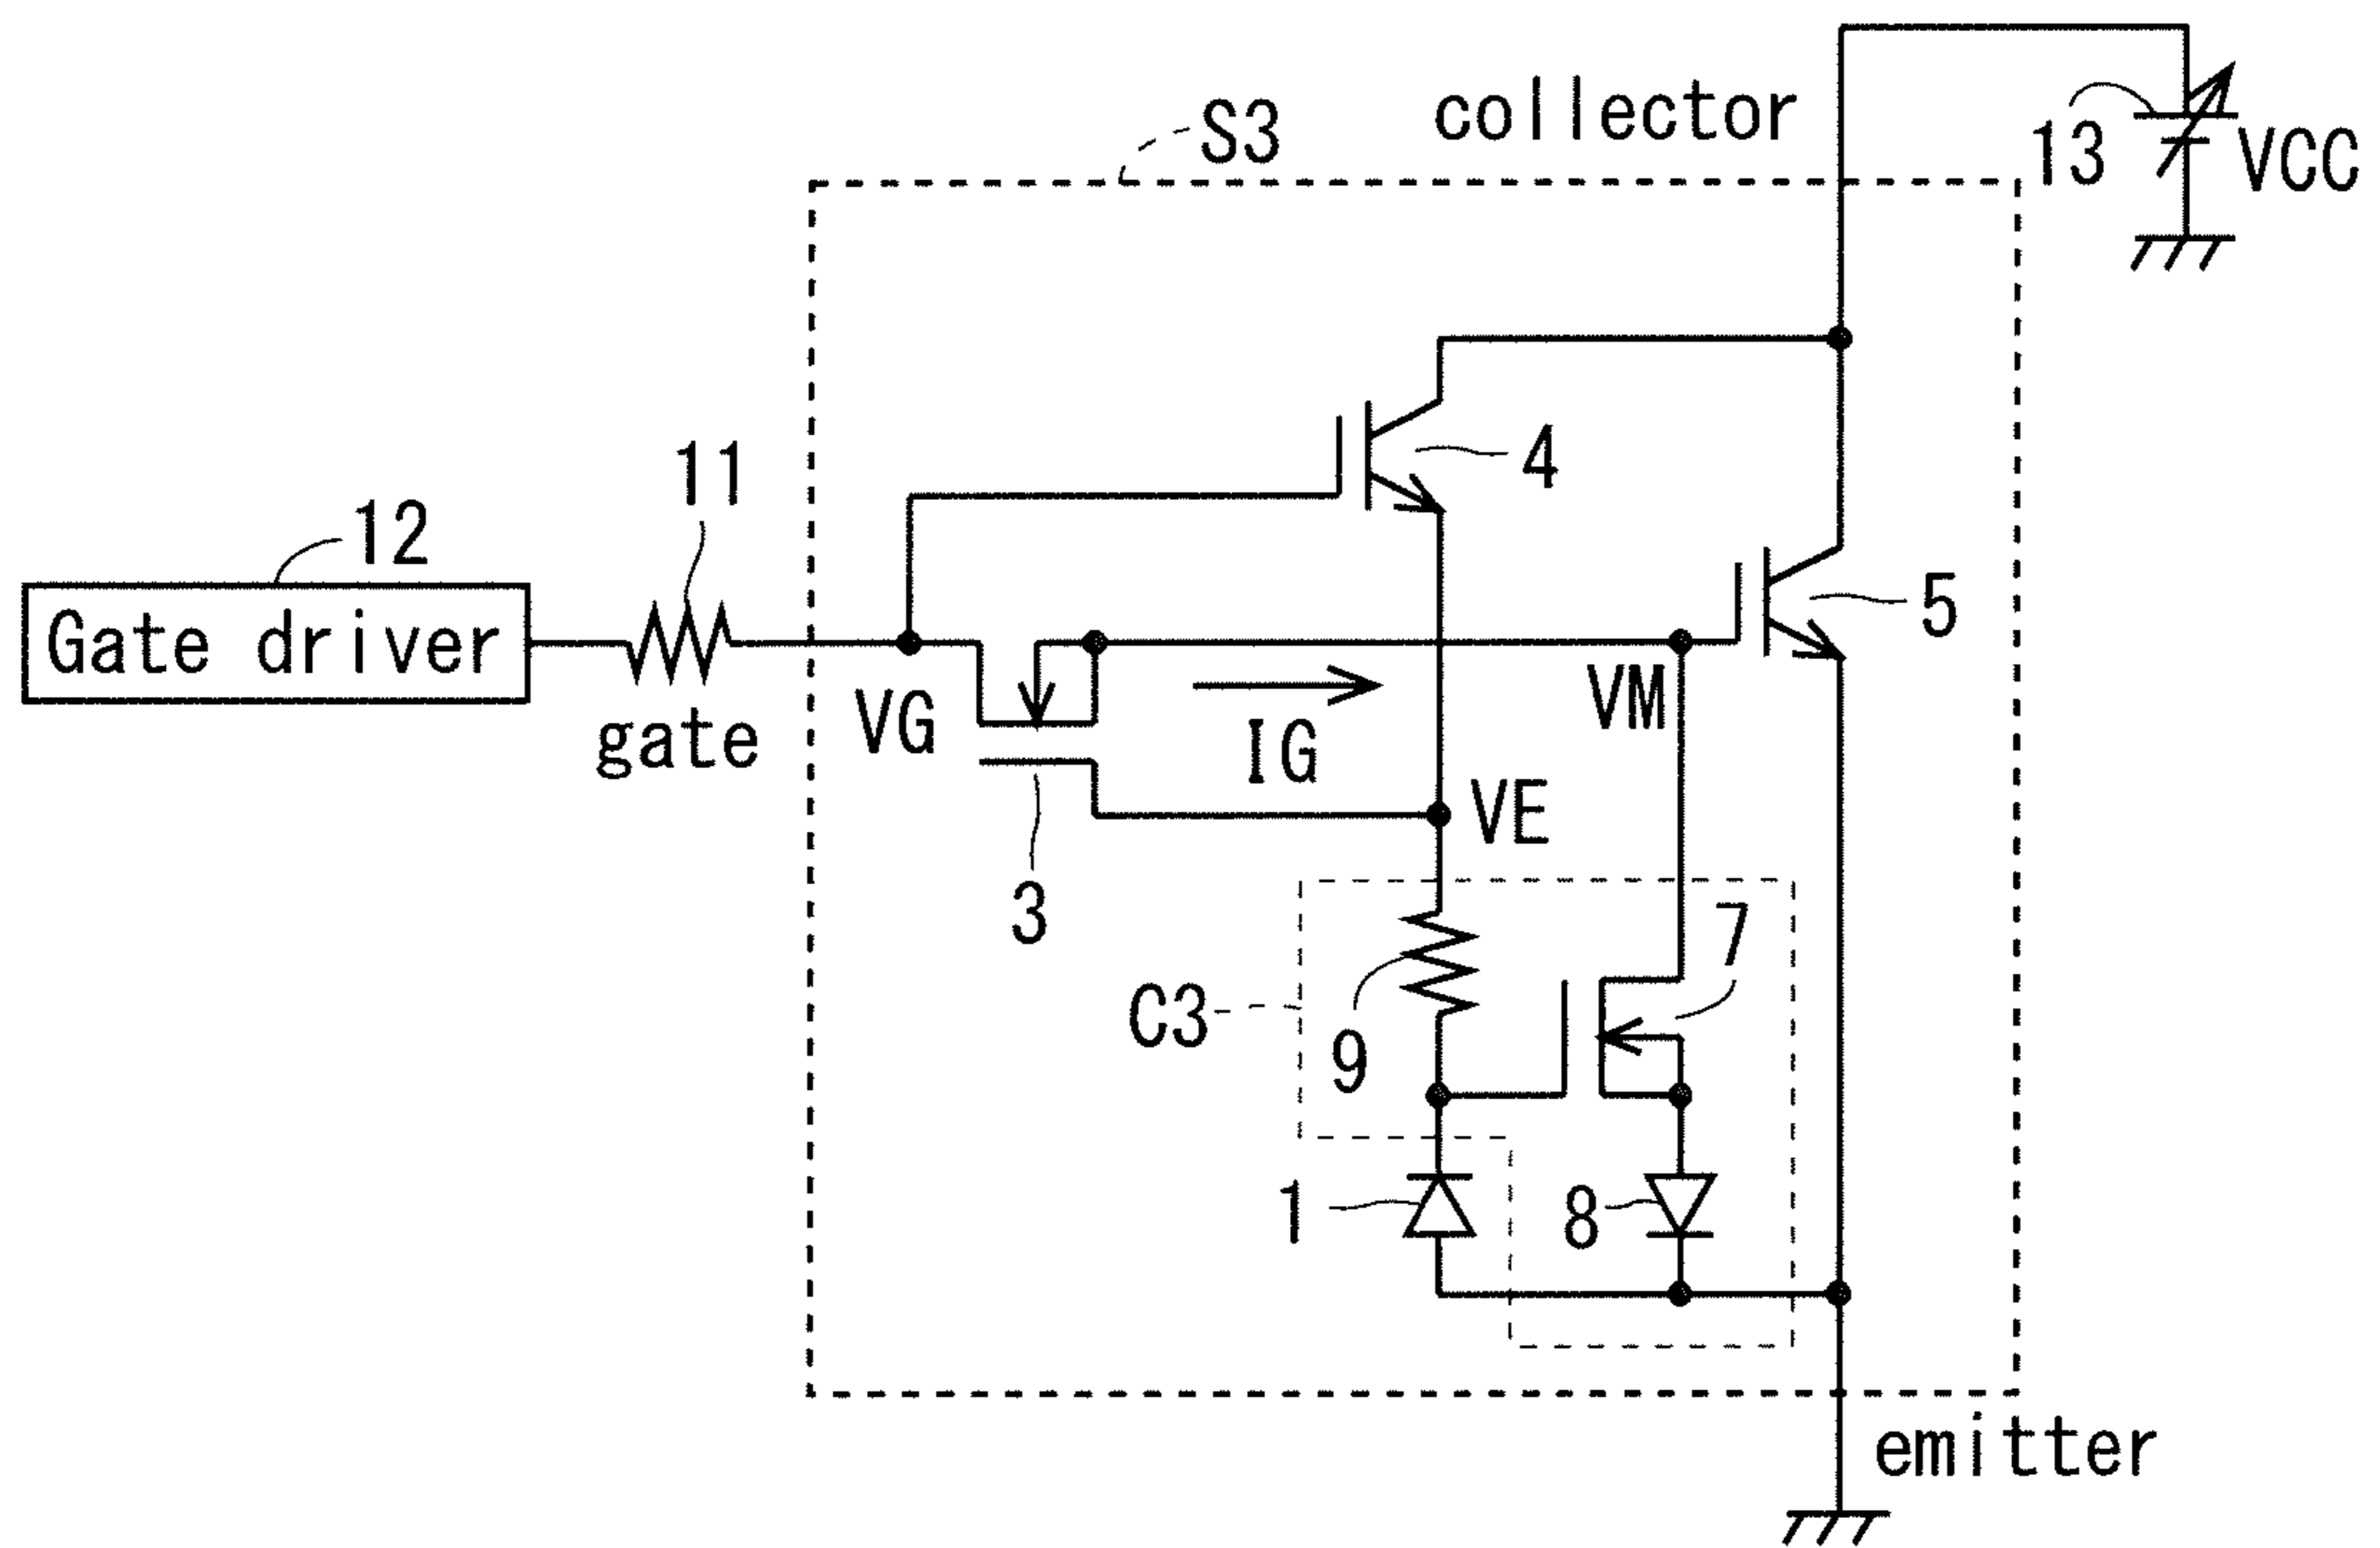 S3
collector
13
VCC
11
4
12
5
Gate driver
VG
gate
IG
VM
VE
3
7
C3
9
1
8
emitter